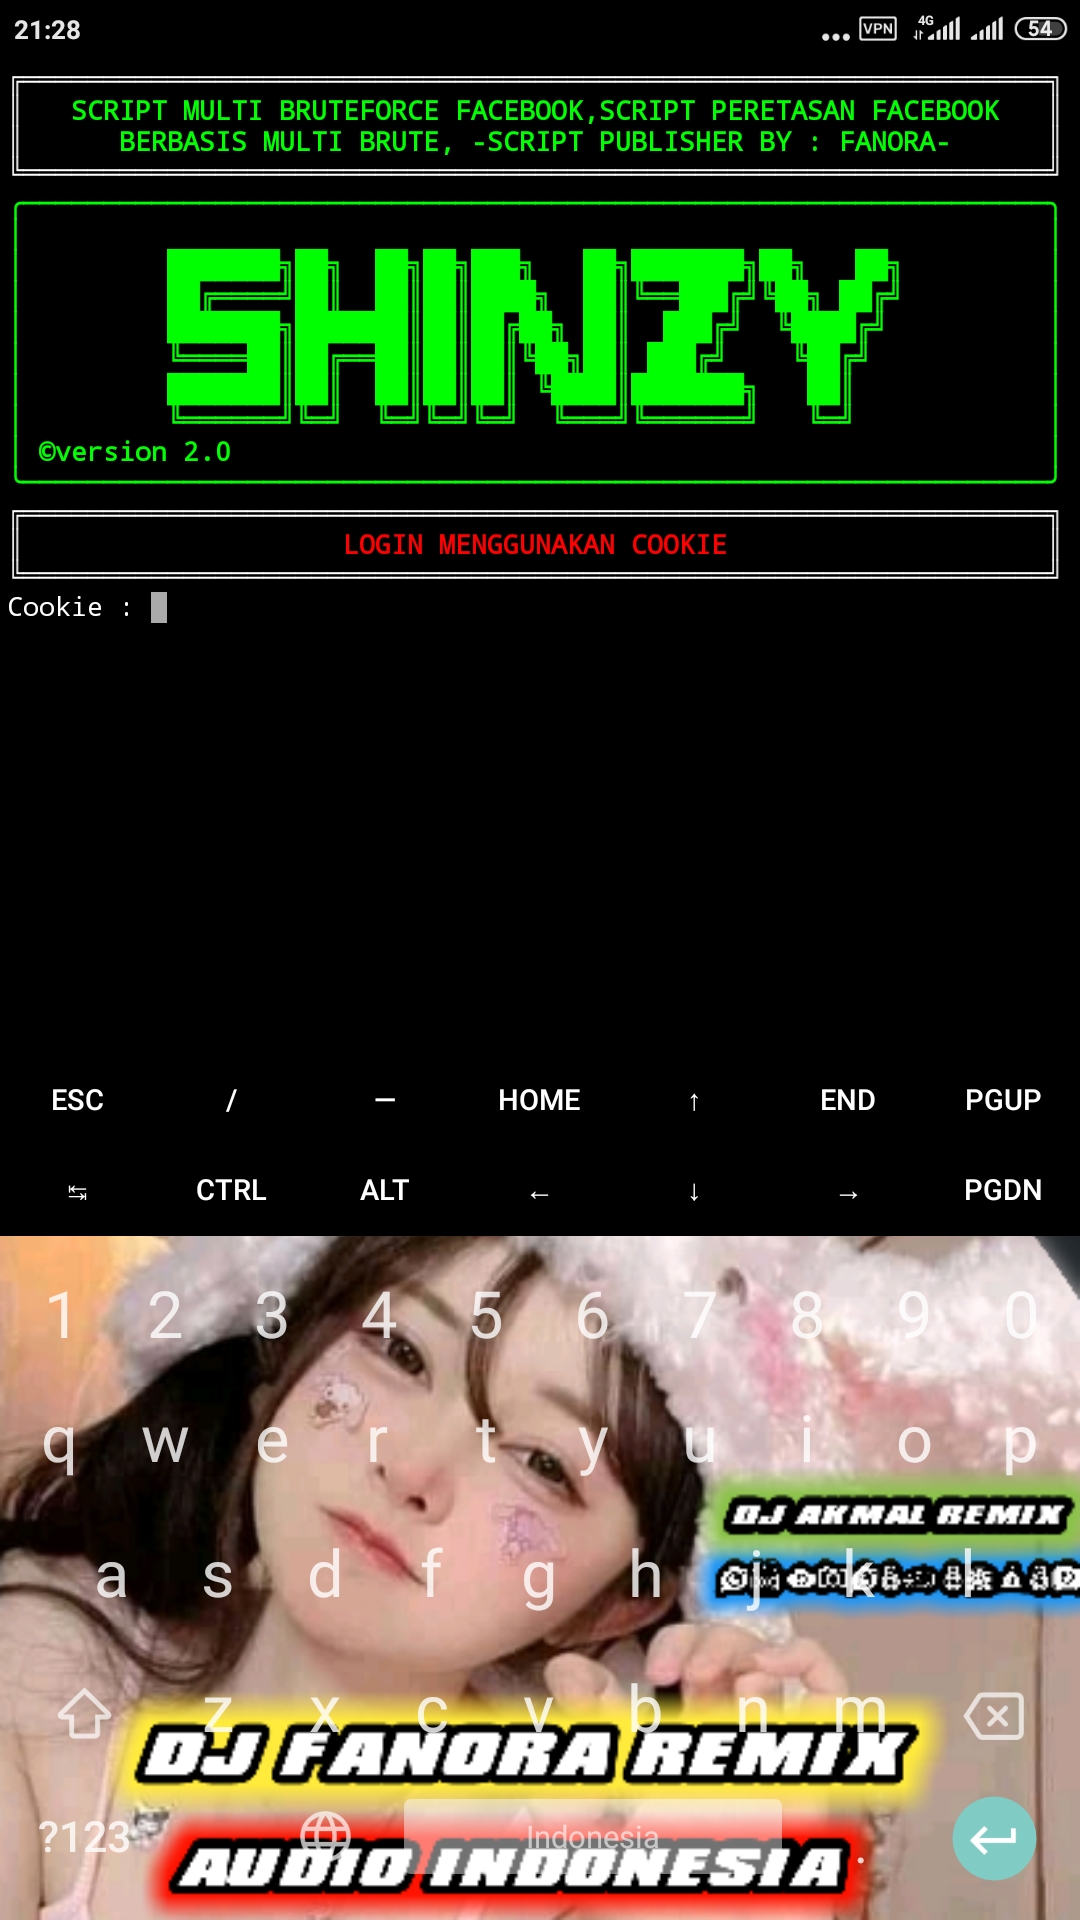 21:28
VPN
4G
54
SCRIPT MULTI BRUTEFORCE FACEBOOK,SCRIPT PERETASAN FACEBOOK
BERBASIS MULTI BRUTE, -SCRIPT PUBLISHER BY : FANORA-
SHINZY
©version 2.0
LOGIN MENGGUNAKAN COOKIE
Cookie :
ESC / — HOME ↑ END PGUP
↹ CTRL ALT ← ↓ → PGDN
1 2 3 4 5 6 7 8 9 0
q w e r t y u i o p
DJ AKMAL REMIX
a s d f g h j k l
z x c v b n m
DJ FANORA REMIX
?123 Indonesia .
AUDIO INDONESIA